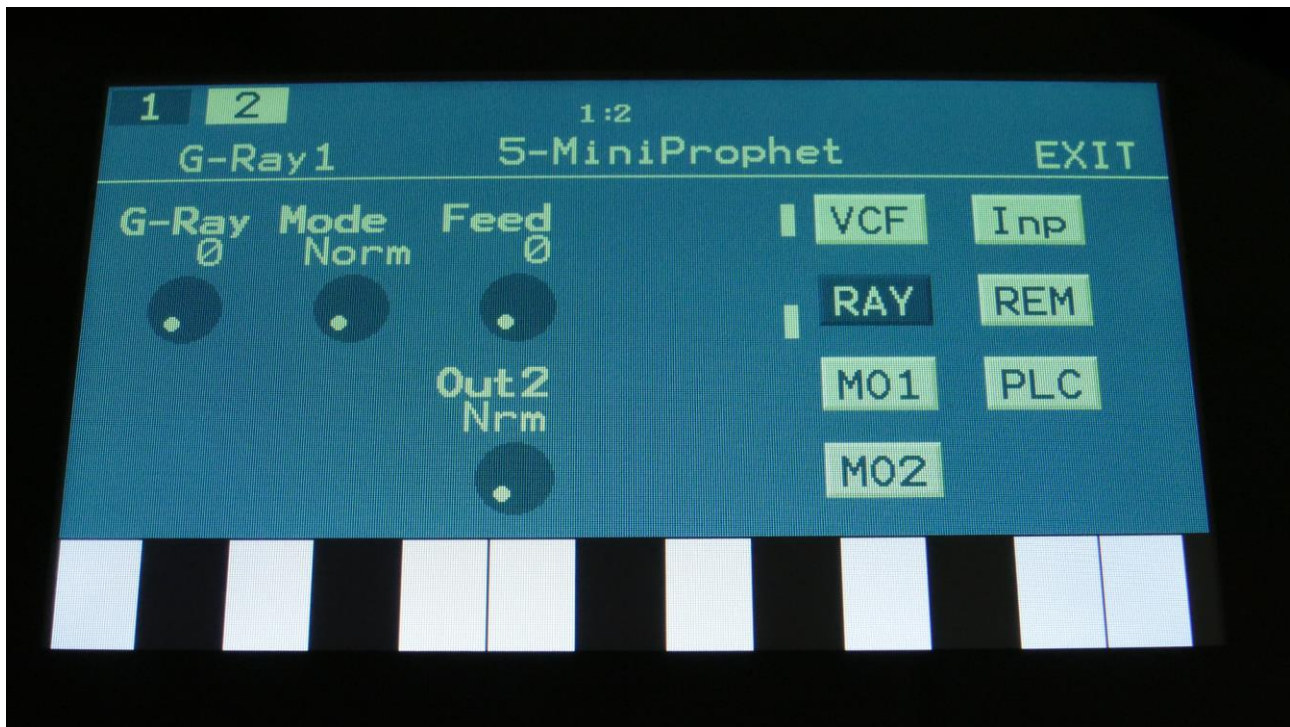 1 2
1:2
G-Ray1 5-MiniProphet EXIT
G-Ray Mode Feed
0 Norm 0
VCF Inp
RAY REM
Out2
Nrm
MO1 PLC
MO2